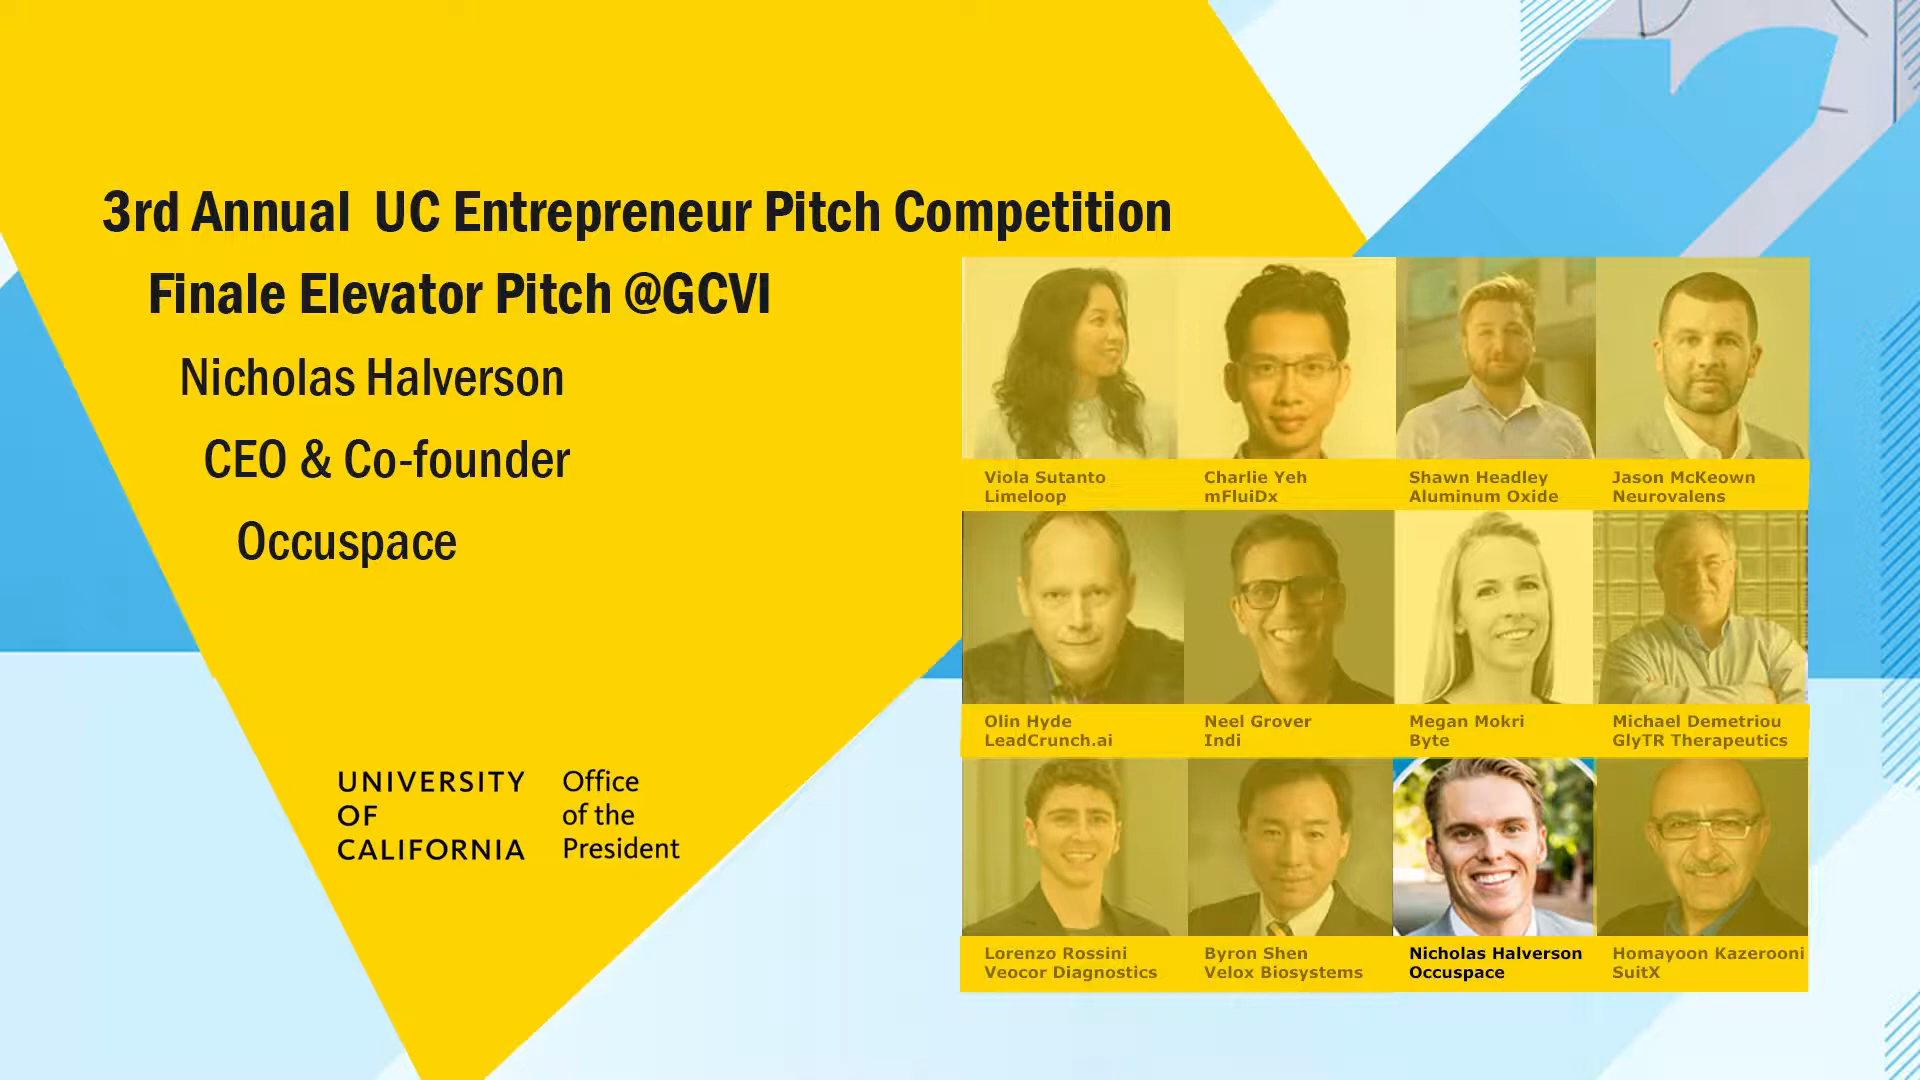 3rd Annual UC Entrepreneur Pitch Competition
Finale Elevator Pitch @GCVI
Nicholas Halverson
CEO & Co-founder
Occuspace
UNIVERSITY
OF
CALIFORNIA
Office
of the
President
Viola Sutanto
Limeloop
Charlie Yeh
mFluiDx
Shawn Headley
Aluminum Oxide
Jason McKeown
Neurovalens
Olin Hyde
LeadCrunch.ai
Neel Grover
Indi
Megan Mokri
Byte
Michael Demetriou
GlyTR Therapeutics
Lorenzo Rossini
Veocor Diagnostics
Byron Shen
Velox Biosystems
Nicholas Halverson
Occuspace
Homayoon Kazerooni
SuitX